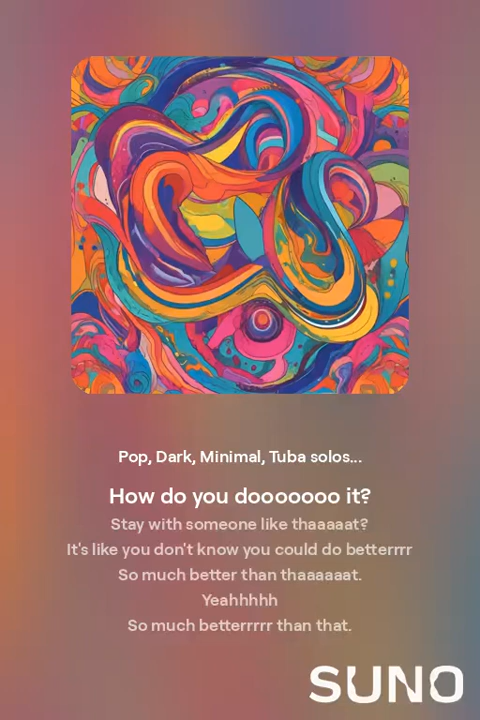 Pop, Dark, Minimal, Tuba solos...
How do you dooooooo it?
Stay with someone like thaaaaat?
It's like you don't know you could do betterrrr
So much better than thaaaaaat.
Yeahhhhh
So much betterrrrr than that.
SUNO